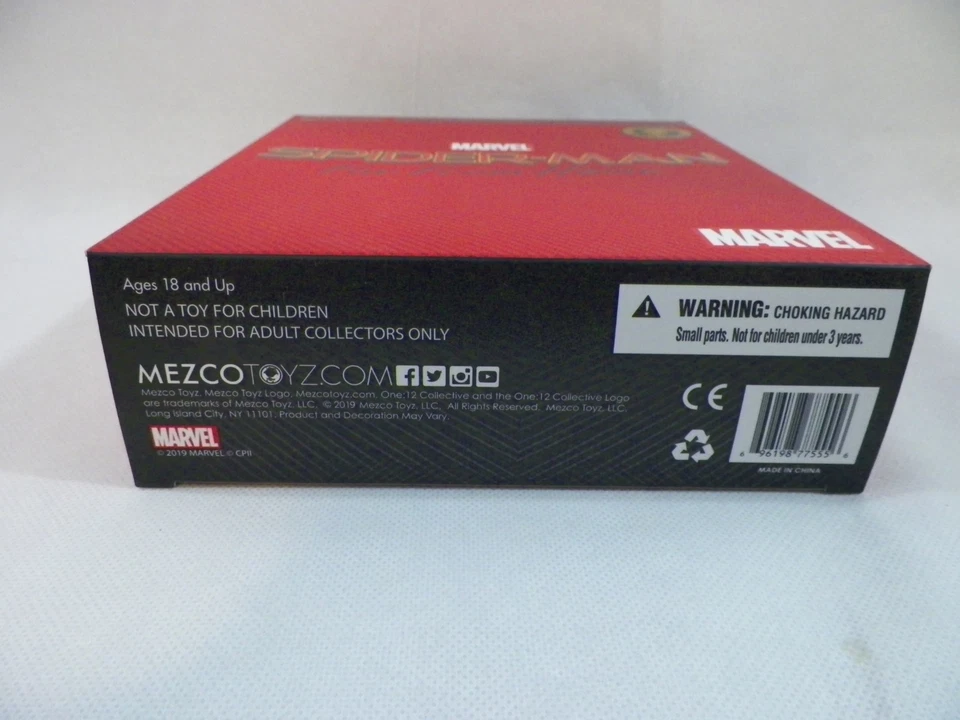 MARVEL
SPIDER-MAN
MARVEL
Ages 18 and Up
NOT A TOY FOR CHILDREN
INTENDED FOR ADULT COLLECTORS ONLY
WARNING: CHOKING HAZARD
Small parts. Not for children under 3 years.
MEZCOTOYZ.COM
Mezco Toyz, Mezco Toyz Logo, Mezcotoyz.com, One:12 Collective and the One:12 Collective Logo
are trademarks of Mezco Toyz, LLC. © 2019 Mezco Toyz, LLC. All Rights Reserved. Mezco Toyz, LLC.
Long Island City, NY 11101. Product and Decoration May Vary.
MARVEL
© 2019 MARVEL © CPII
CE
6 96198 77555 6
MADE IN CHINA